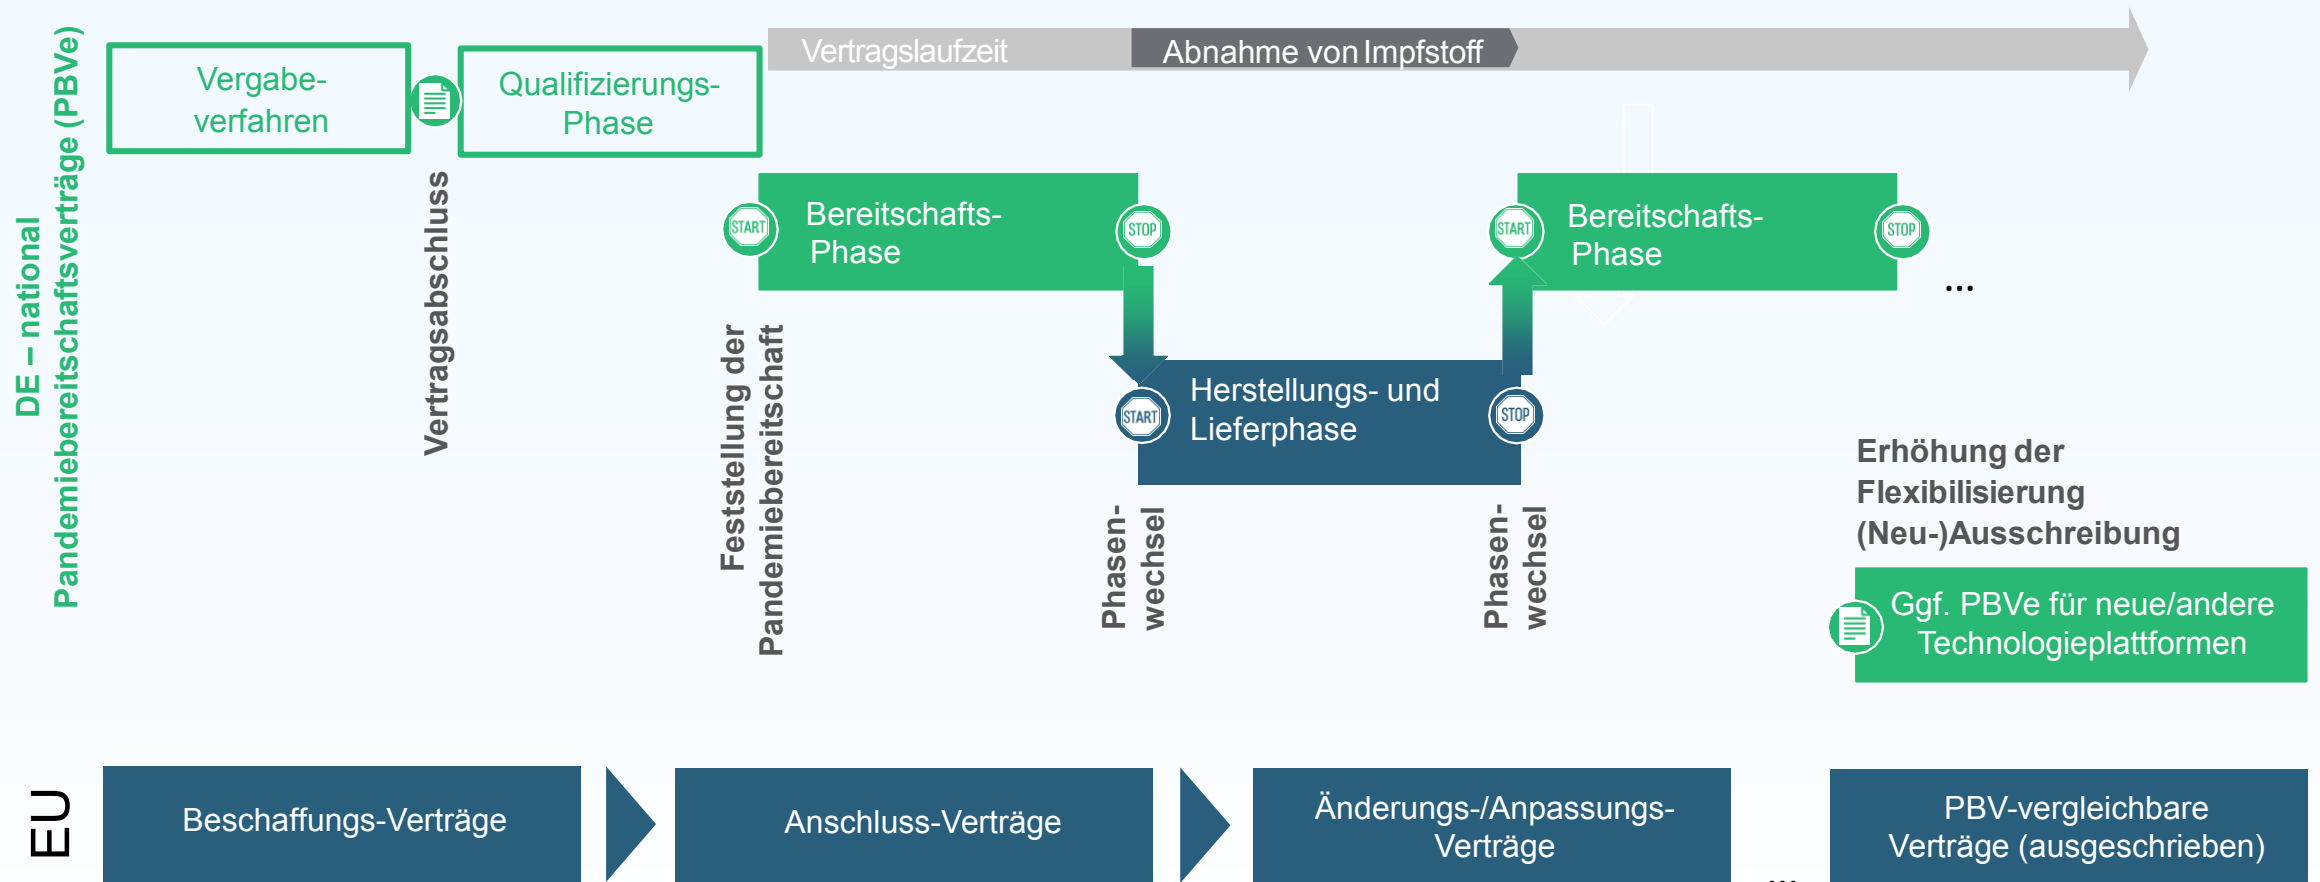 DE – national
Pandemiebereitschaftsverträge (PBVe)
Vergabe-
verfahren
Vertragsabschluss
Qualifizierungs-
Phase
Vertragslaufzeit
Abnahme von Impfstoff
START
Bereitschafts-
Phase
STOP
START
Bereitschafts-
Phase
STOP
...
Feststellung der
Pandemiebereitschaft
START
Herstellungs- und
Lieferphase
STOP
Phasen-
wechsel
Phasen-
wechsel
Erhöhung der
Flexibilisierung
(Neu-)Ausschreibung
Ggf. PBVe für neue/andere
Technologieplattformen
EU
Beschaffungs-Verträge
Anschluss-Verträge
Änderungs-/Anpassungs-
Verträge
...
PBV-vergleichbare
Verträge (ausgeschrieben)